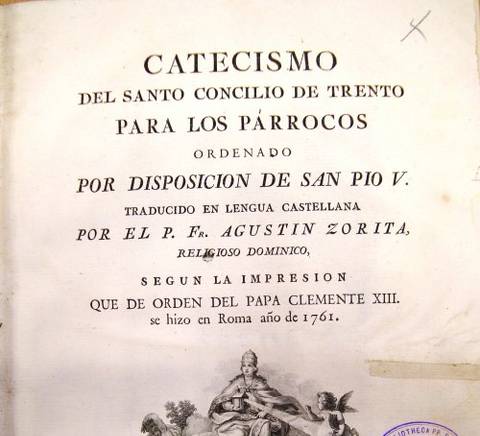 CATECISMO
DEL SANTO CONCILIO DE TRENTO
PARA LOS PÁRROCOS
ORDENADO
POR DISPOSICION DE SAN PIO V.
TRADUCIDO EN LENGUA CASTELLANA
POR EL P. FR. AGUSTIN ZORITA,
RELIGIOSO DOMINICO,
SEGUN LA IMPRESION
QUE DE ORDEN DEL PAPA CLEMENTE XIII.
se hizo en Roma año de 1761.
BIBLIOTHECA